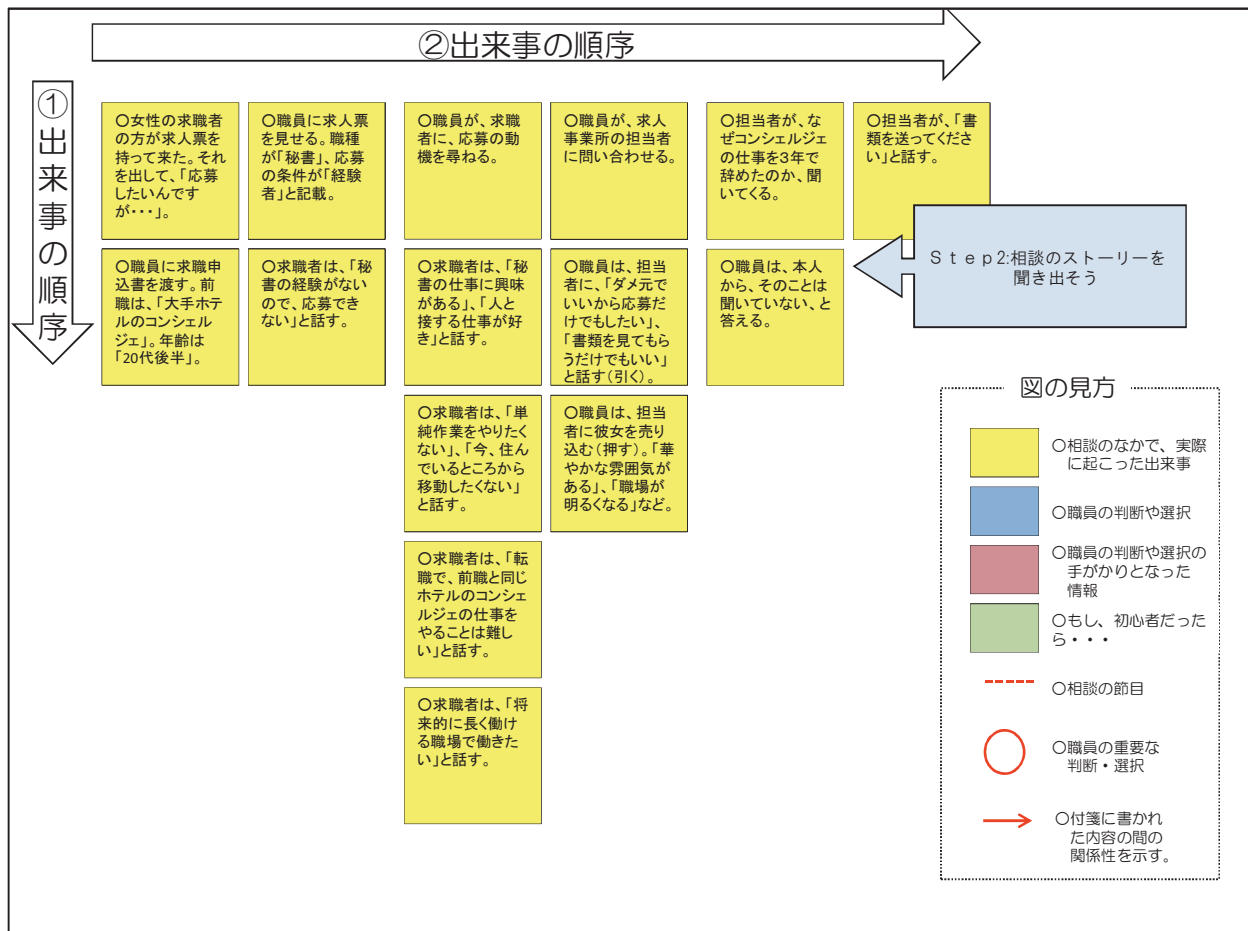 ②出来事の順序
①出来事の順序
○女性の求職者
の方が求人票を
持って来た。それ
を出して、「応募
したいんです
が・・・」。
○職員に求職申
込書を渡す。前
職は、「大手ホテ
ルのコンシェル
ジェ」。年齢は
「20代後半」。
○職員に求人票
を見せる。職種
が「秘書」、応募
の条件が「経験
者」と記載。
○求職者は、「秘
書の経験がない
ので、応募できな
い」と話す。
○職員が、求職
者に、応募の動
機を尋ねる。
○求職者は、「秘
書の仕事に興味
がある」、「人と
接する仕事が好
き」と話す。
○求職者は、「単
純作業をやりたく
ない」、「今、住ん
でいるところから
移動したくない」
と話す。
○求職者は、「転
職で、前職と同じ
ホテルのコンシェ
ルジェの仕事を
やることは難し
い」と話す。
○求職者は、「将
来的に長く働け
る職場で働きた
い」と話す。
○職員が、求人
事業所の担当者
に問い合わせる。
○職員は、担当
者に、「ダメ元で
いいから応募だ
けでもしたい」、
「書類を見てもら
うだけでもいい」
と話す(引く)。
○職員は、担当
者に彼女を売り
込む(押す)。「華
やかな雰囲気が
ある」、「職場が
明るくなる」など。
○担当者が、な
ぜコンシェルジェ
の仕事を3年で
辞めたのか、聞
いてくる。
○職員は、本人
から、そのことは
聞いていない、と
答える。
○担当者が、「書
類を送ってくださ
い」と話す。
Ｓｔｅｐ2:相談のストーリーを
聞き出そう
図の見方
○相談のなかで、実際
に起こった出来事
○職員の判断や選択
○職員の判断や選択の
手がかりとなった
情報
○もし、初心者だった
ら・・・
○相談の節目
○職員の重要な
判断・選択
○付箋に書かれ
た内容の間の
関係性を示す。